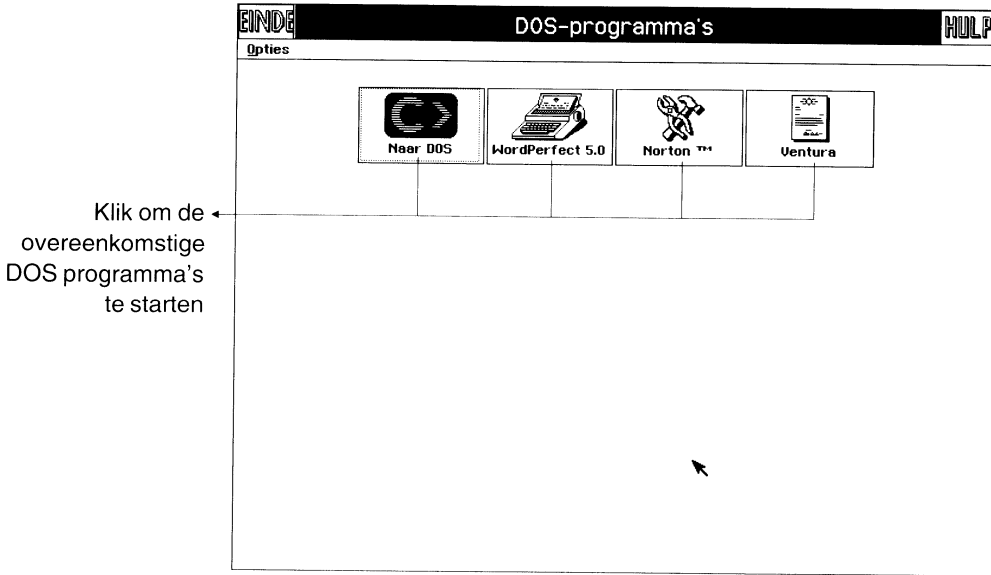 EINDE
DOS-programma's
HULP
Opties
Naar DOS
WordPerfect 5.0
Norton ™
Ventura
Klik om de
overeenkomstige
DOS programma's
te starten